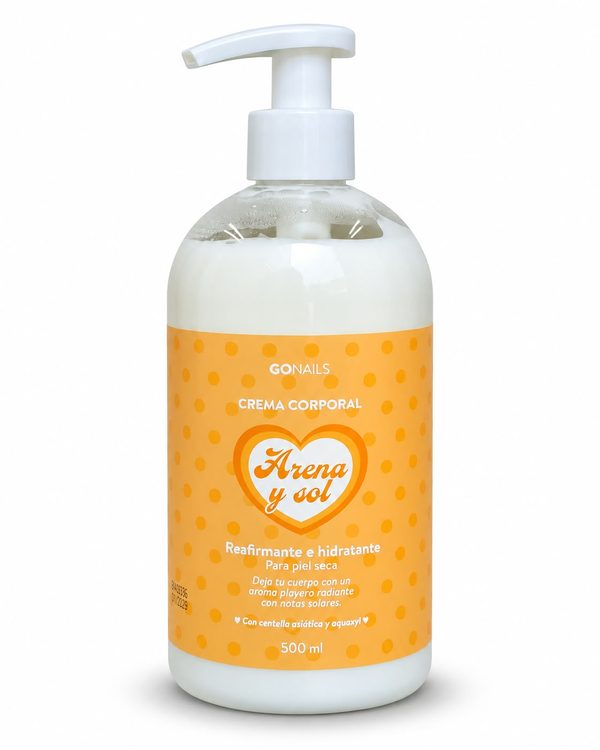 GONAILS
CREMA CORPORAL
Arena
y sol
Reafirmante e hidratante
Para piel seca
Deja tu cuerpo con un
aroma playero radiante
con notas solares.
♥ Con centella asiática y aquaxyl ♥
500 ml